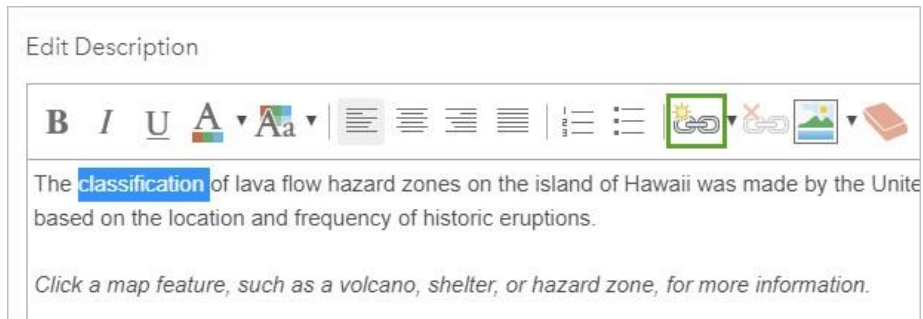 Edit Description
B I U A Aa
The classification of lava flow hazard zones on the island of Hawaii was made by the Unite
based on the location and frequency of historic eruptions.
Click a map feature, such as a volcano, shelter, or hazard zone, for more information.